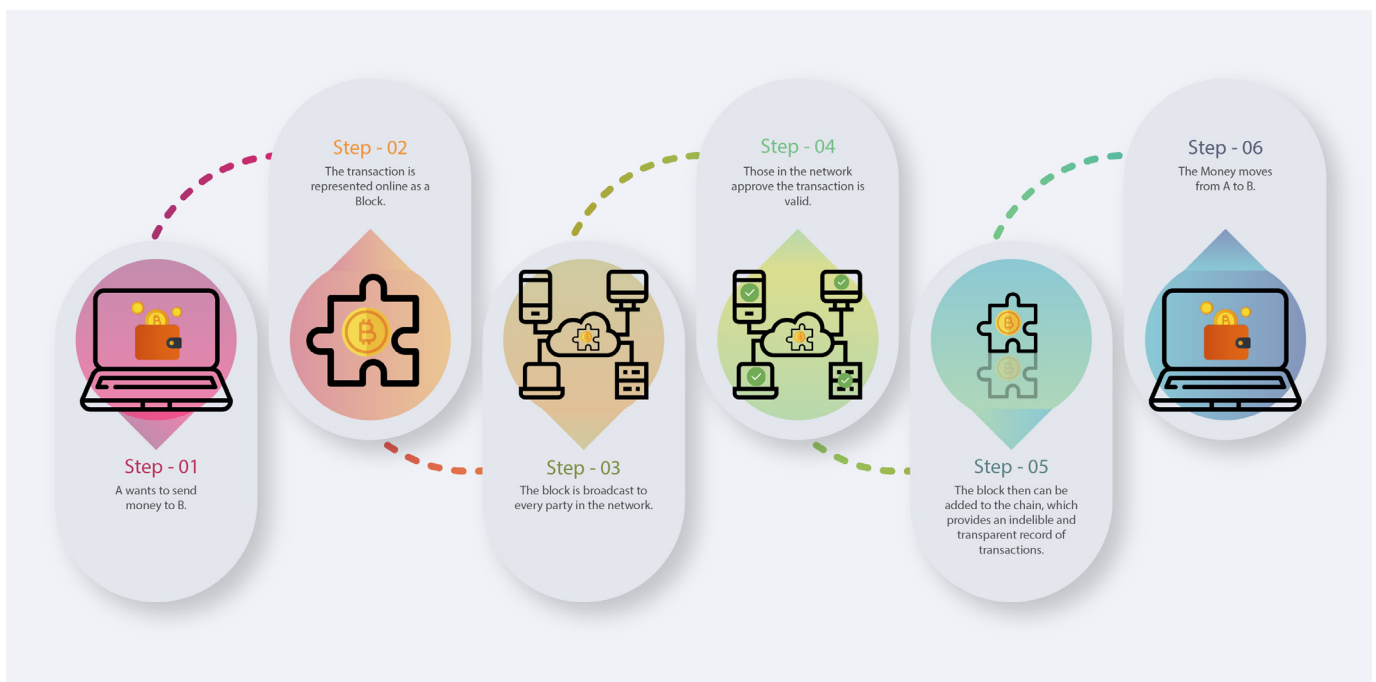 Step - 01
A wants to send
money to B.
Step - 02
The transaction is
represented online as a
Block.
Step - 03
The block is broadcast to
every party in the network.
Step - 04
Those in the network
approve the transaction is
valid.
Step - 05
The block then can be
added to the chain, which
provides an indelible and
transparent record of
transactions.
Step - 06
The Money moves
from A to B.